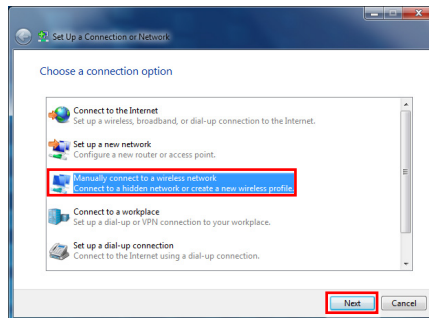 Set Up a Connection or Network
Choose a connection option
Connect to the Internet
Set up a wireless, broadband, or dial-up connection to the Internet.
Set up a new network
Configure a new router or access point.
Manually connect to a wireless network
Connect to a hidden network or create a new wireless profile.
Connect to a workplace
Set up a dial-up or VPN connection to your workplace.
Set up a dial-up connection
Connect to the Internet using a dial-up connection.
Next Cancel